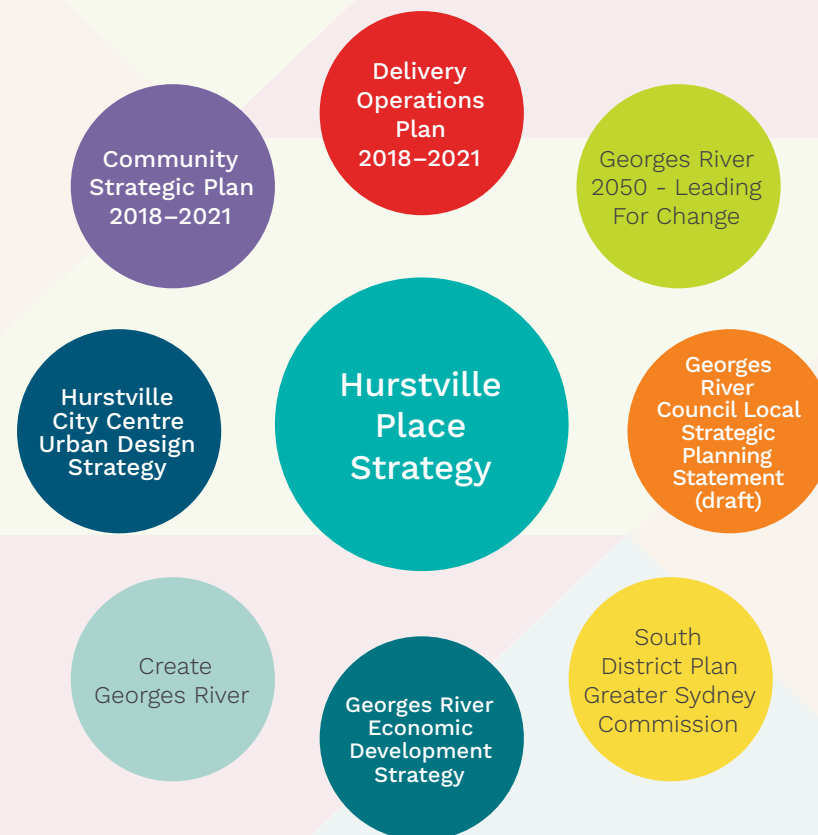 Delivery
Operations
Plan
2018–2021
Community
Strategic Plan
2018–2021
Georges River
2050 - Leading
For Change
Hurstville
Place
Strategy
Hurstville
City Centre
Urban Design
Strategy
Georges
River
Council Local
Strategic
Planning
Statement
(draft)
Create
Georges River
Georges River
Economic
Development
Strategy
South
District Plan
Greater Sydney
Commission